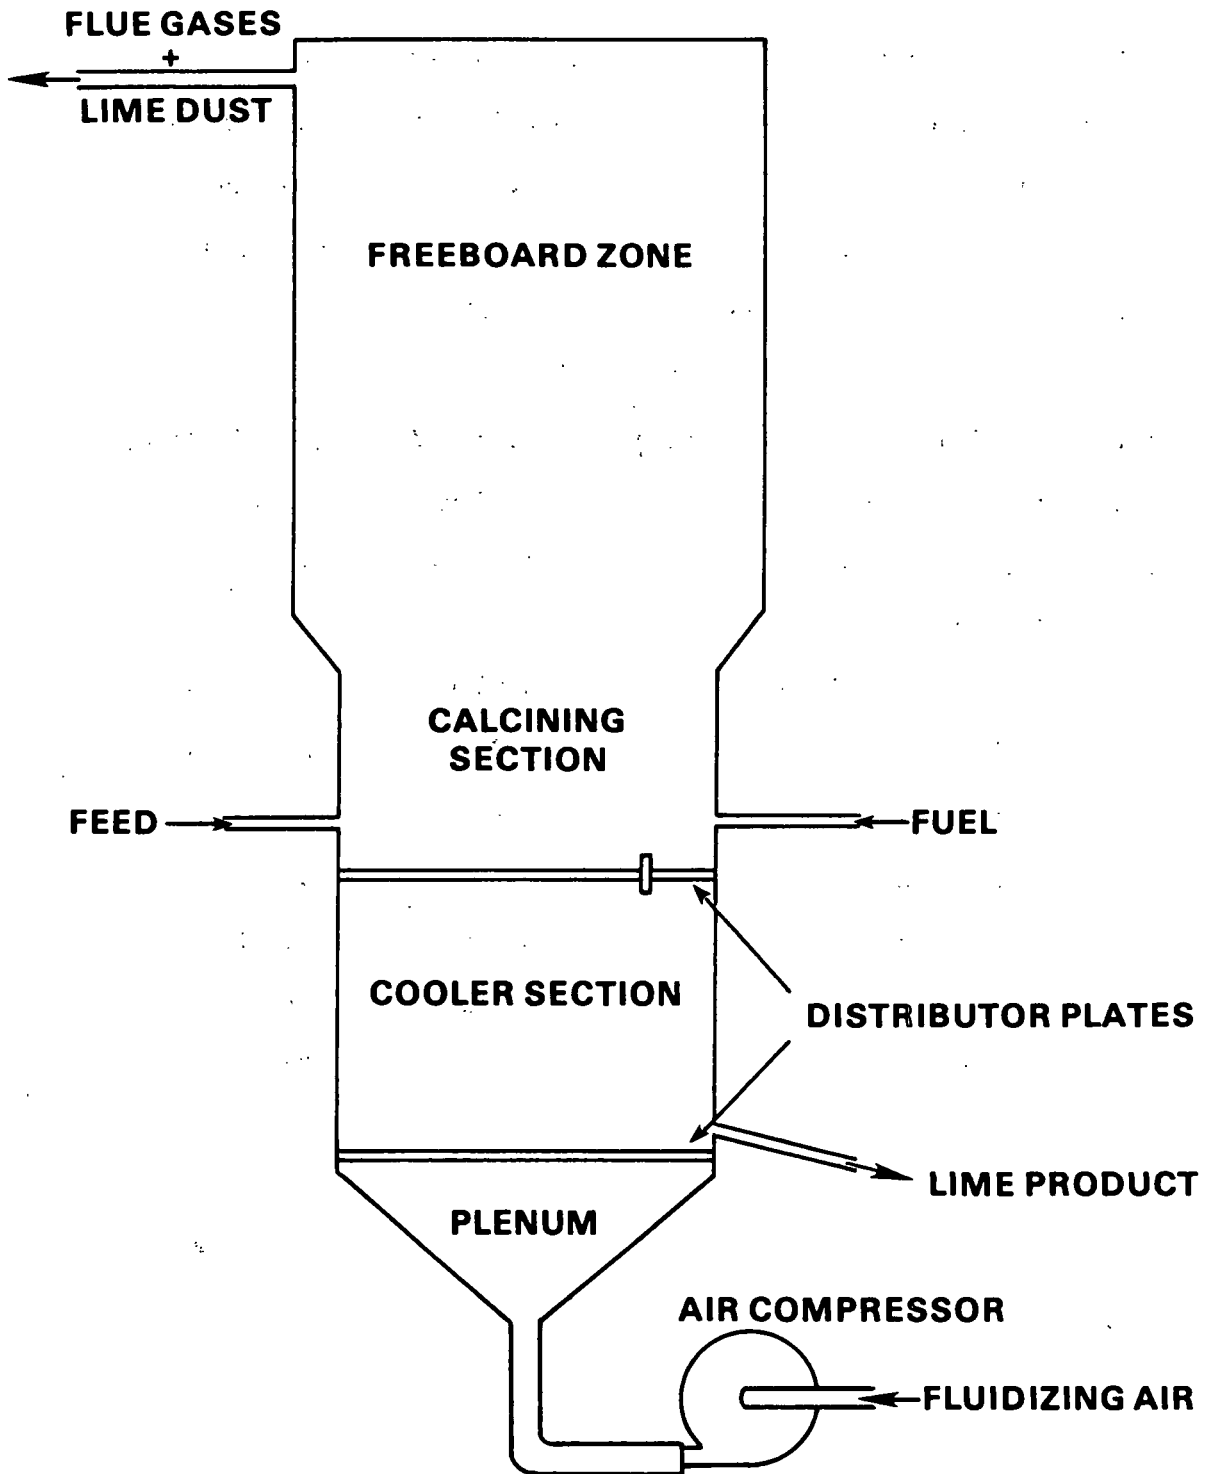 FLUE GASES
+
LIME DUST
FREEBOARD ZONE
CALCINING
SECTION
FEED
FUEL
COOLER SECTION
DISTRIBUTOR PLATES
LIME PRODUCT
PLENUM
AIR COMPRESSOR
FLUIDIZING AIR